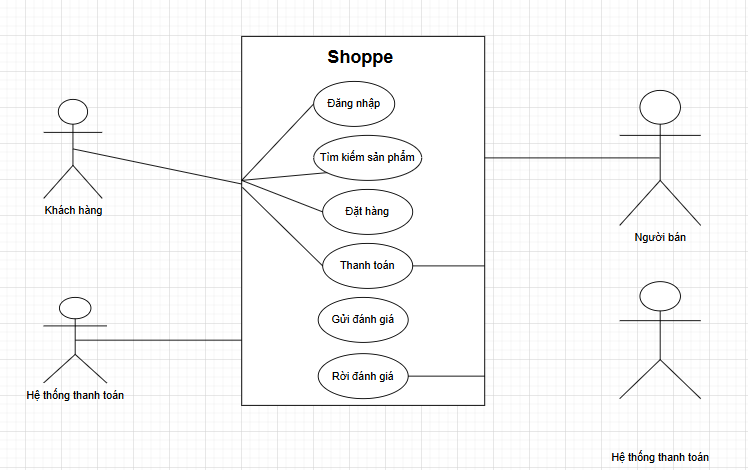 Shoppe
Đăng nhập
Tìm kiếm sản phẩm
Đặt hàng
Thanh toán
Gửi đánh giá
Rời đánh giá
Khách hàng
Hệ thống thanh toán
Người bán
Hệ thống thanh toán